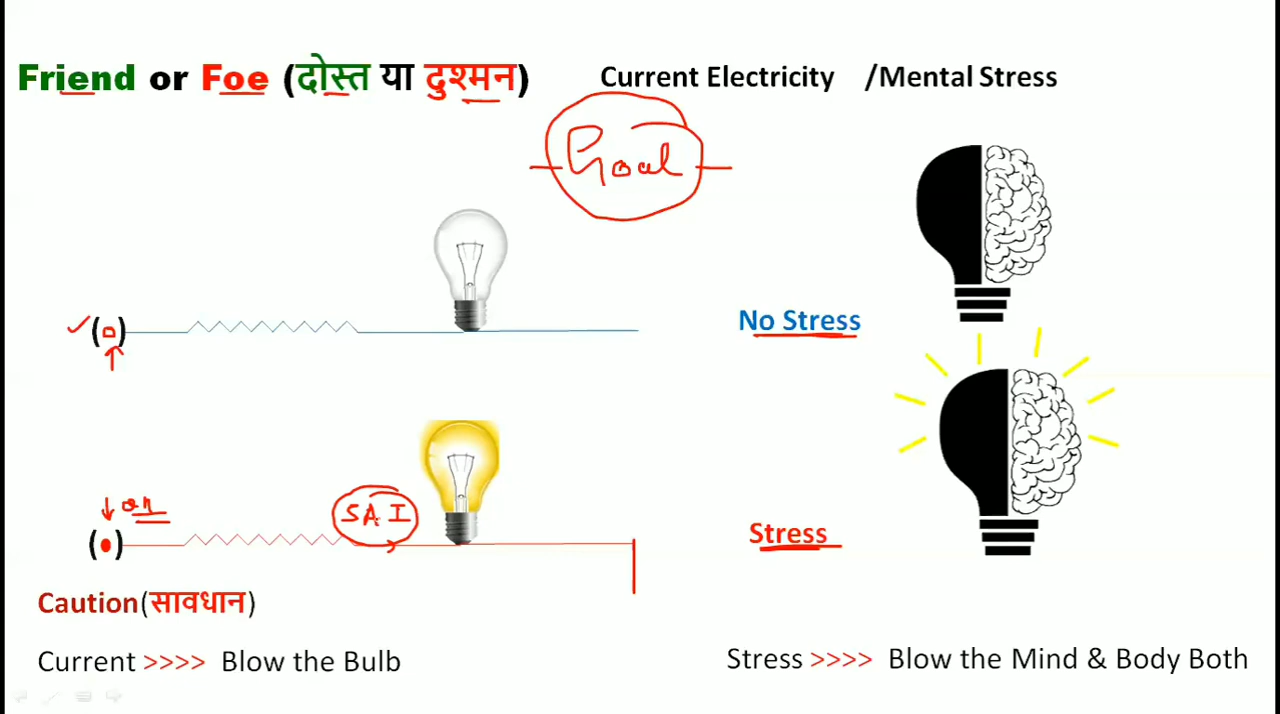 Friend or Foe (दोस्त या दुश्मन) Current Electricity /Mental Stress
Goal
No Stress
on
SAI
Stress
Caution(सावधान)
Current >>>> Blow the Bulb
Stress >>>> Blow the Mind & Body Both